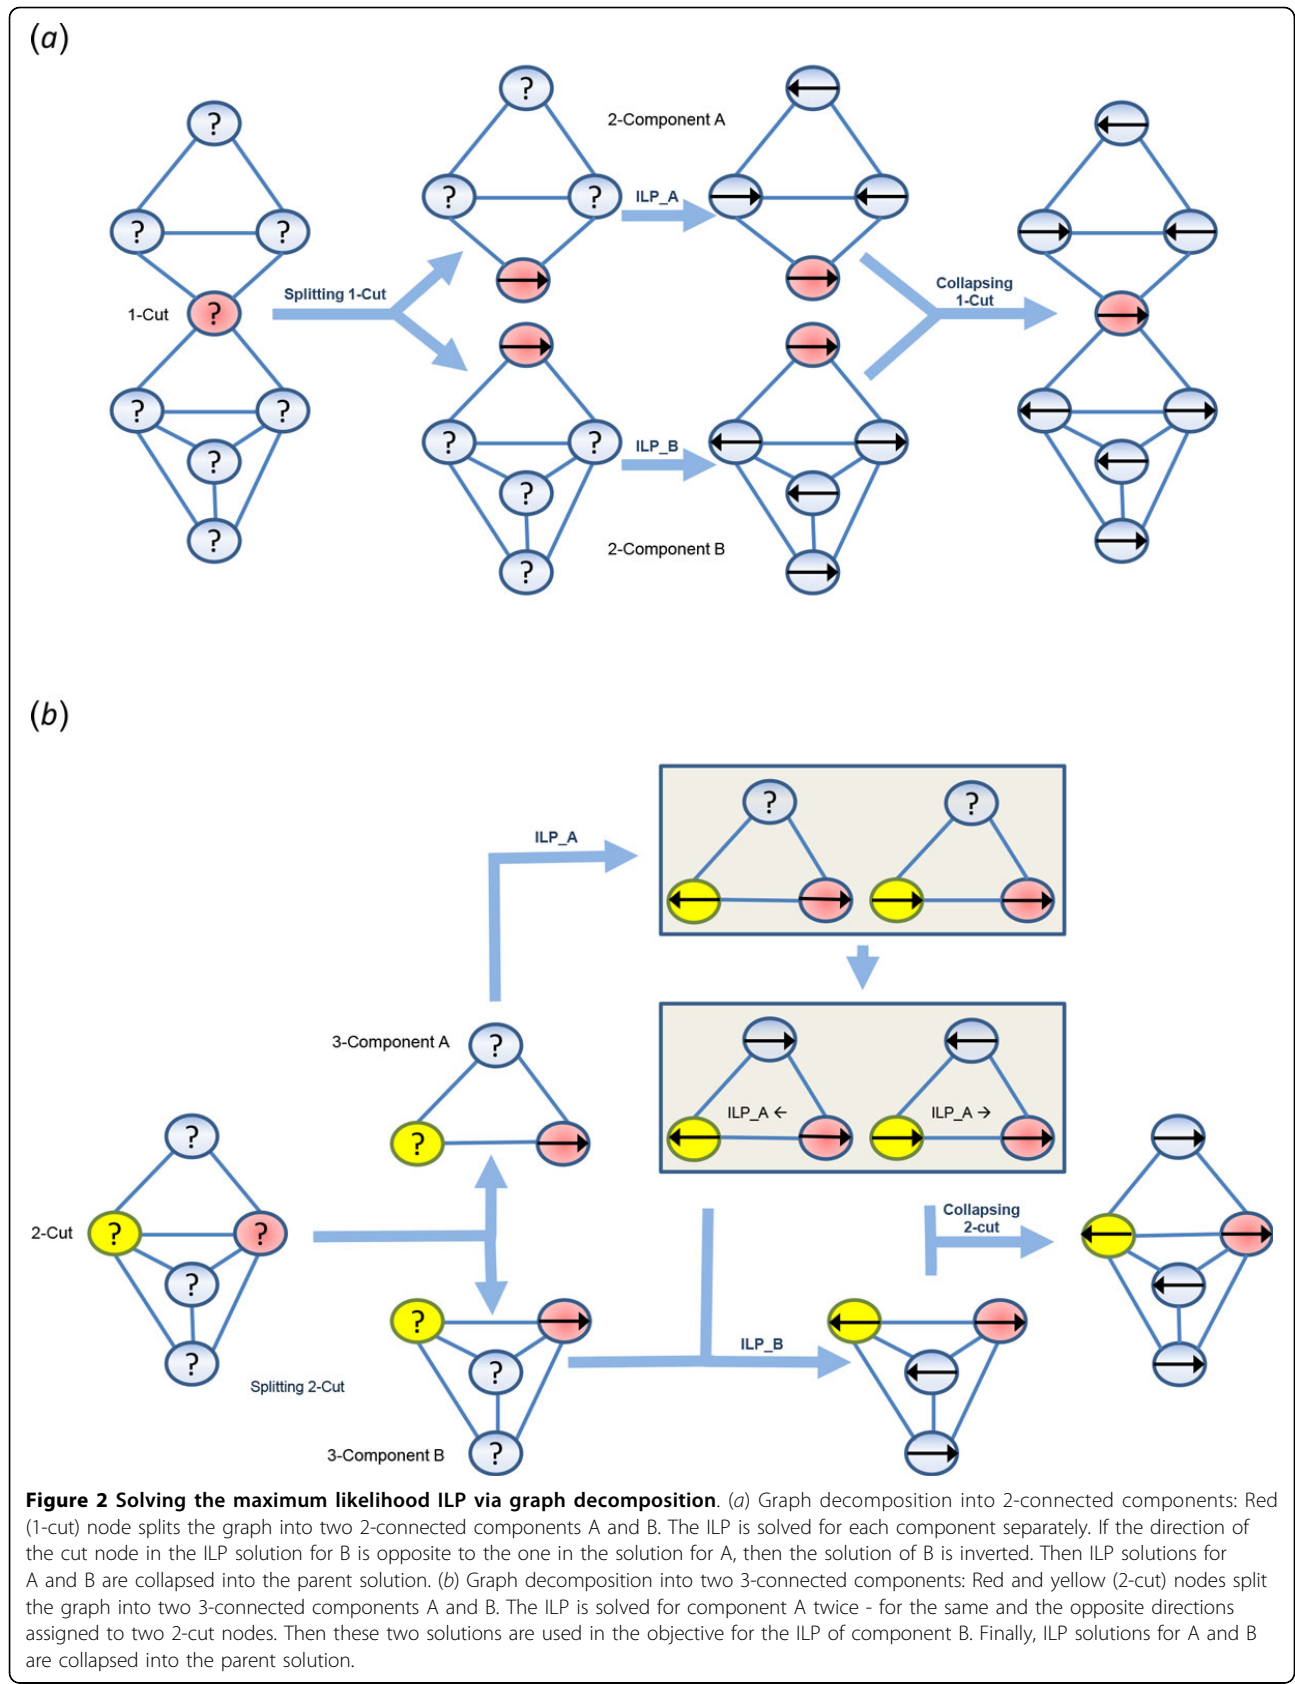 (a)
?
?
2-Component A
?
? ?
ILP_A
? ?
Splitting 1-Cut
Collapsing
1-Cut
1-Cut
?
? ?
? ?
ILP_B
?
?
2-Component B
?
?
(b)
? ?
ILP_A
3-Component A
?
ILP_A ← ILP_A →
?
?
2-Cut
? ?
Collapsing
2-cut
?
?
ILP_B
?
?
Splitting 2-Cut
3-Component B
?
Figure 2 Solving the maximum likelihood ILP via graph decomposition. (a) Graph decomposition into 2-connected components: Red
(1-cut) node splits the graph into two 2-connected components A and B. The ILP is solved for each component separately. If the direction of
the cut node in the ILP solution for B is opposite to the one in the solution for A, then the solution of B is inverted. Then ILP solutions for
A and B are collapsed into the parent solution. (b) Graph decomposition into two 3-connected components: Red and yellow (2-cut) nodes split
the graph into two 3-connected components A and B. The ILP is solved for component A twice - for the same and the opposite directions
assigned to two 2-cut nodes. Then these two solutions are used in the objective for the ILP of component B. Finally, ILP solutions for A and B
are collapsed into the parent solution.